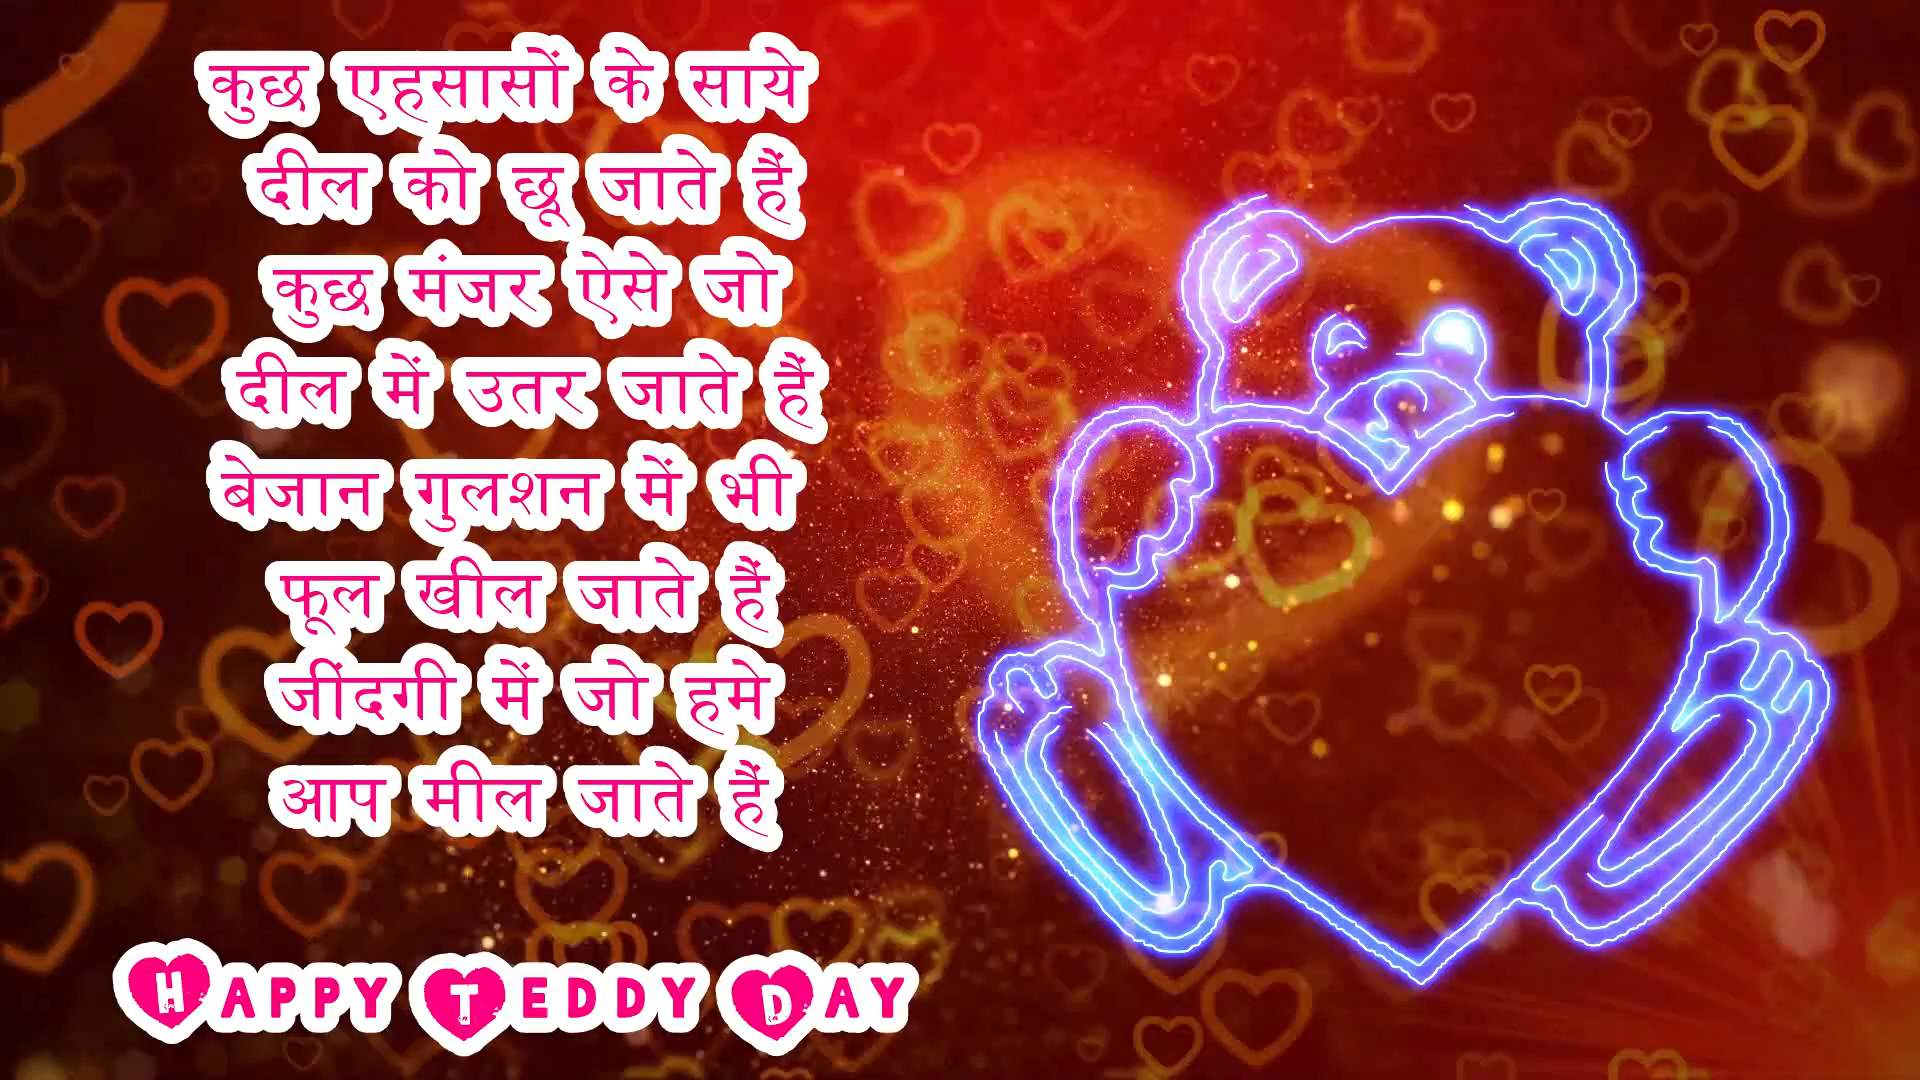 कुछ एहसासों के साये
दील को छू जाते हैं
कुछ मंजर ऐसे जो
दील में उतर जाते हैं
बेजान गुलशन में भी
फूल खील जाते हैं
जींदगी में जो हमे
आप मील जाते हैं
Happy Teddy Day